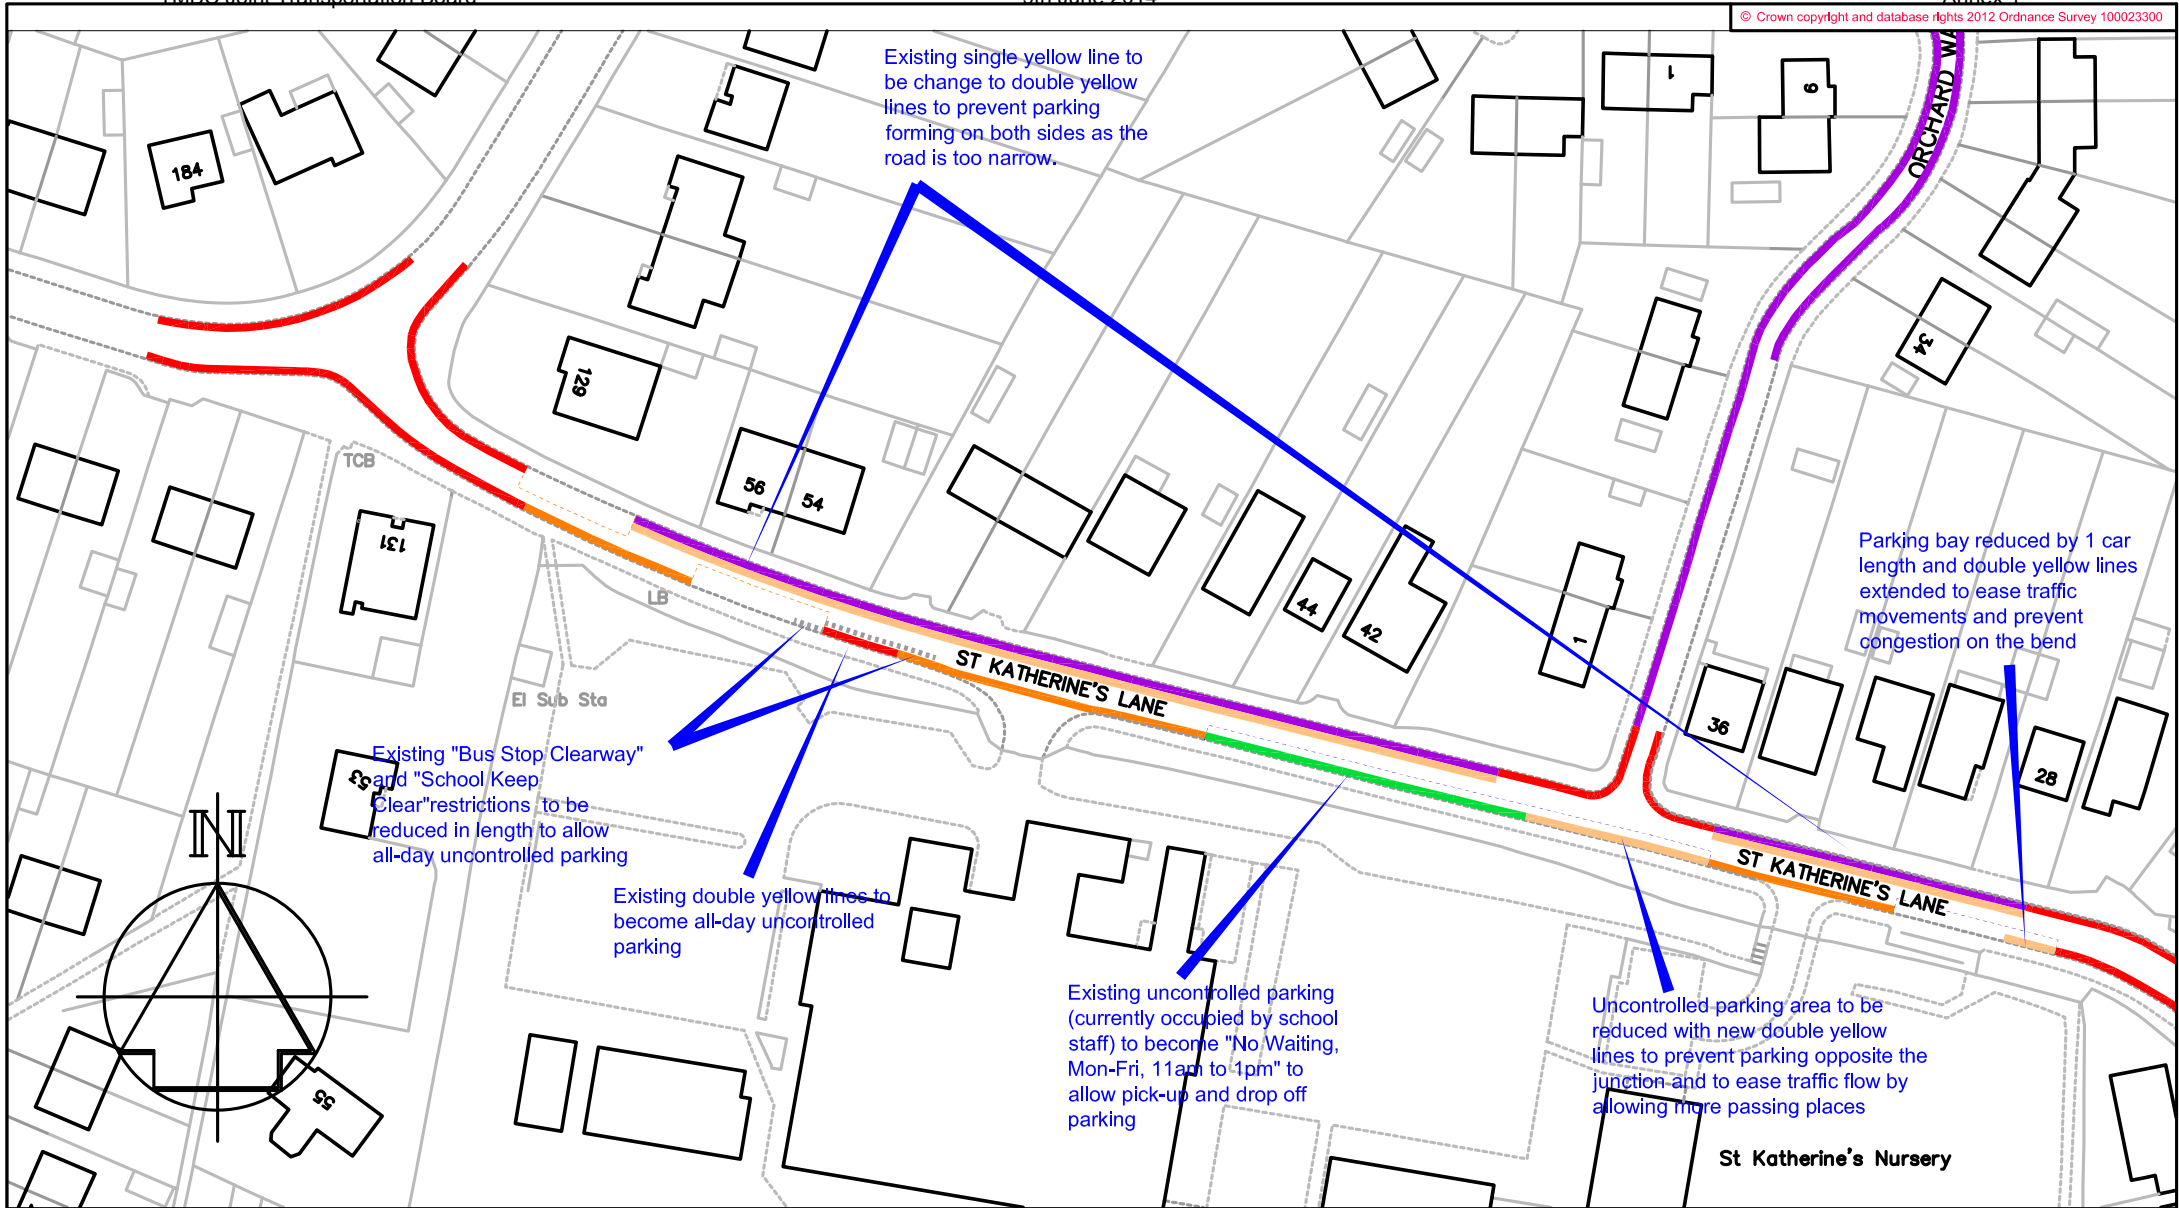 © Crown copyright and database rights 2012 Ordnance Survey 100023300
Existing single yellow line to
be change to double yellow
lines to prevent parking
forming on both sides as the
road is too narrow.
1
9
184
ORCHARD WA
34
129
56
54
TCB
131
LB
44
42
1
Parking bay reduced by 1 car
length and double yellow lines
extended to ease traffic
movements and prevent
congestion on the bend
ST KATHERINE'S LANE
El Sub Sta
36
28
Existing "Bus Stop Clearway"
and "School Keep
Clear"restrictions to be
reduced in length to allow
all-day uncontrolled parking
53
N
ST KATHERINE'S LANE
Existing double yellow lines to
become all-day uncontrolled
parking
Existing uncontrolled parking
(currently occupied by school
staff) to become "No Waiting,
Mon-Fri, 11am to 1pm" to
allow pick-up and drop off
parking
Uncontrolled parking area to be
reduced with new double yellow
lines to prevent parking opposite the
junction and to ease traffic flow by
allowing more passing places
55
St Katherine's Nursery